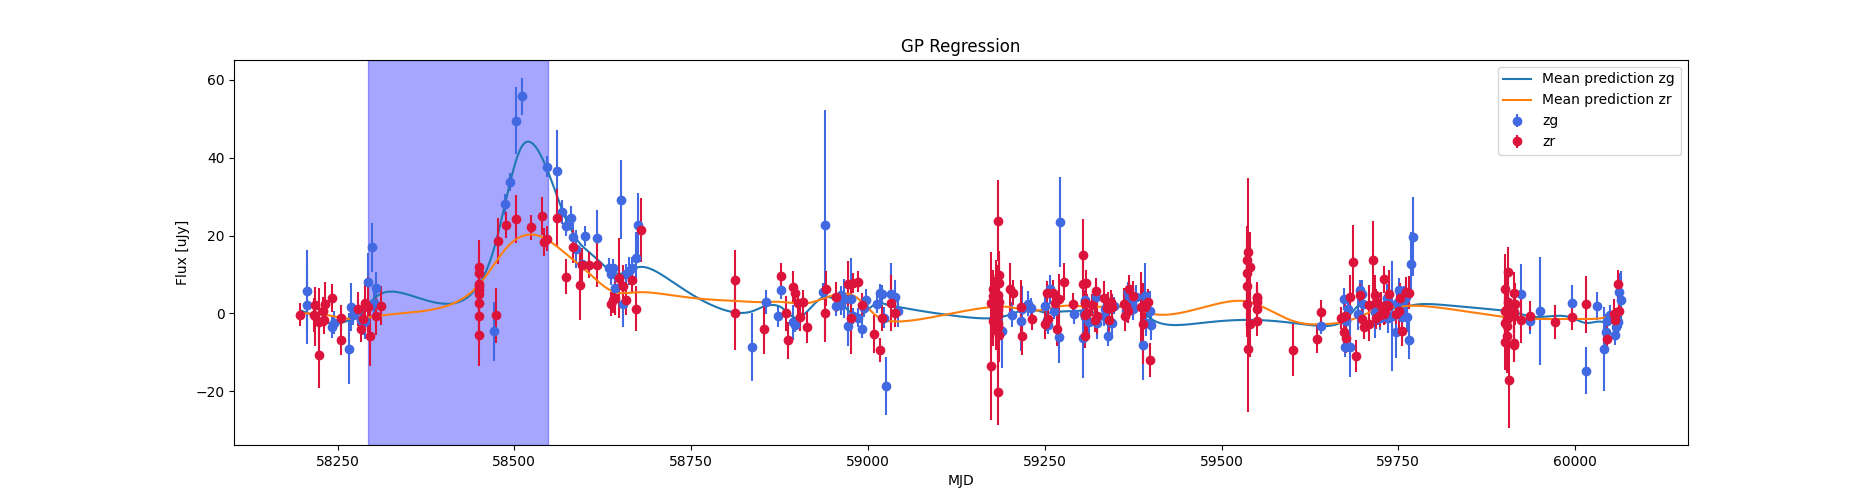 GP Regression
Flux [uJy]
60
40
20
0
−20
Mean prediction zg
Mean prediction zr
zg
zr
58250
58500
58750
59000
59250
59500
59750
60000
MJD